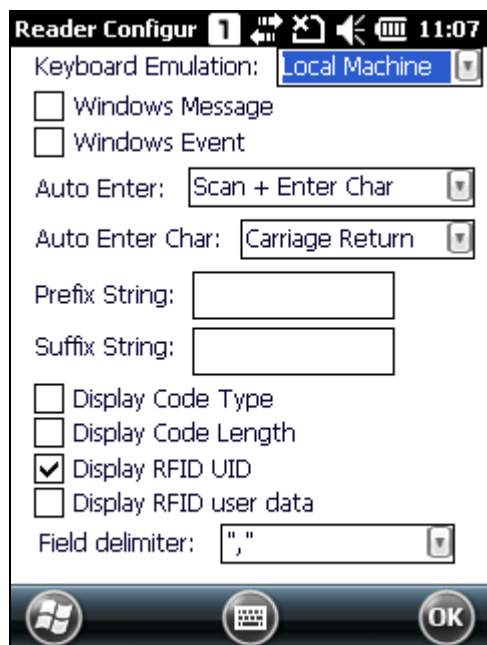 Reader Configur 1 11:07
Keyboard Emulation: Local Machine
Windows Message
Windows Event
Auto Enter: Scan + Enter Char
Auto Enter Char: Carriage Return
Prefix String:
Suffix String:
Display Code Type
Display Code Length
Display RFID UID
Display RFID user data
Field delimiter: ","
OK